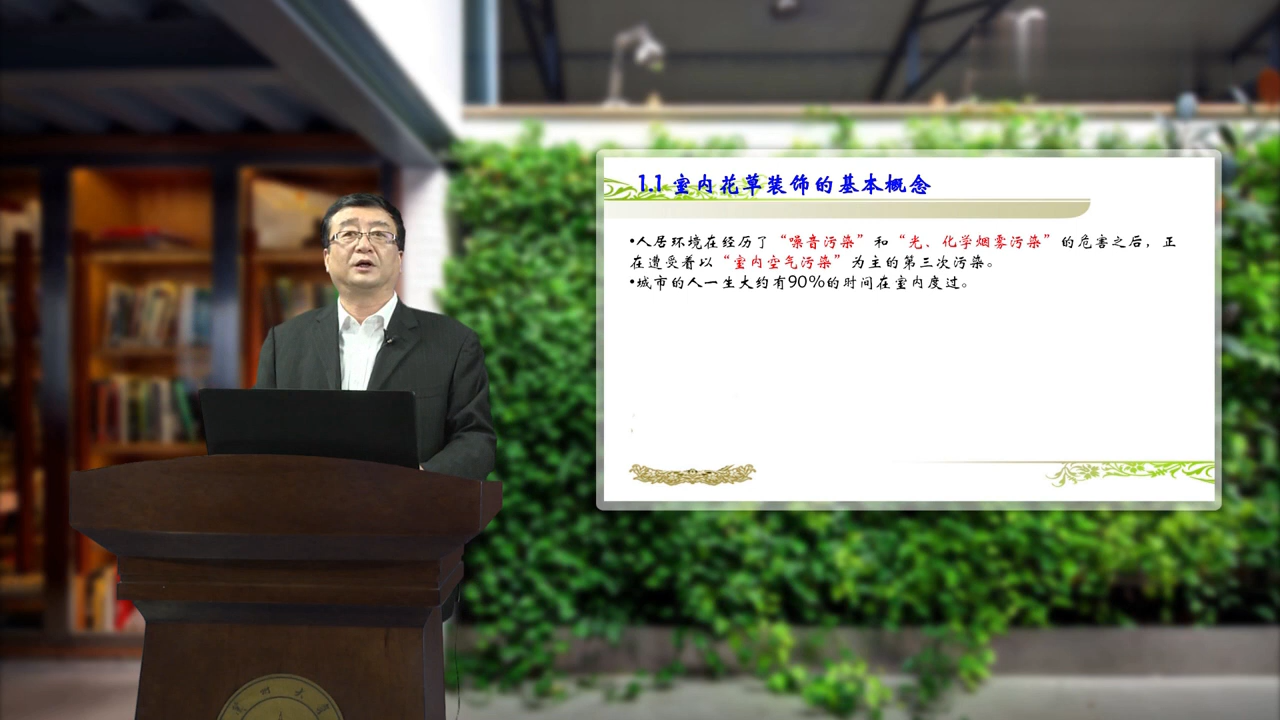 1.1 室内花草装饰的基本概念
•人居环境在经历了“噪音污染”和“光、化学烟雾污染”的危害之后，正
在遭受着以“室内空气污染”为主的第三次污染。
•城市的人一生大约有90%的时间在室内度过。